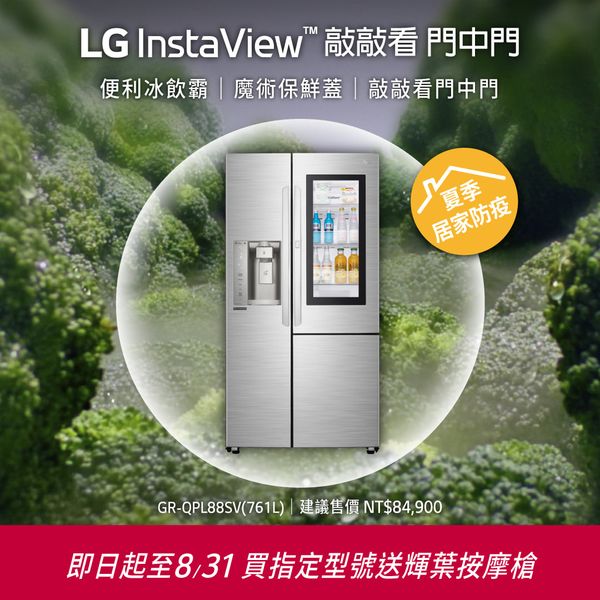 LG InstaView™ 敲敲看 門中門
便利冰飲霸｜魔術保鮮蓋｜敲敲看門中門
夏季
居家防疫
GR-QPL88SV(761L)｜建議售價 NT$84,900
即日起至8/31 買指定型號送輝葉按摩槍